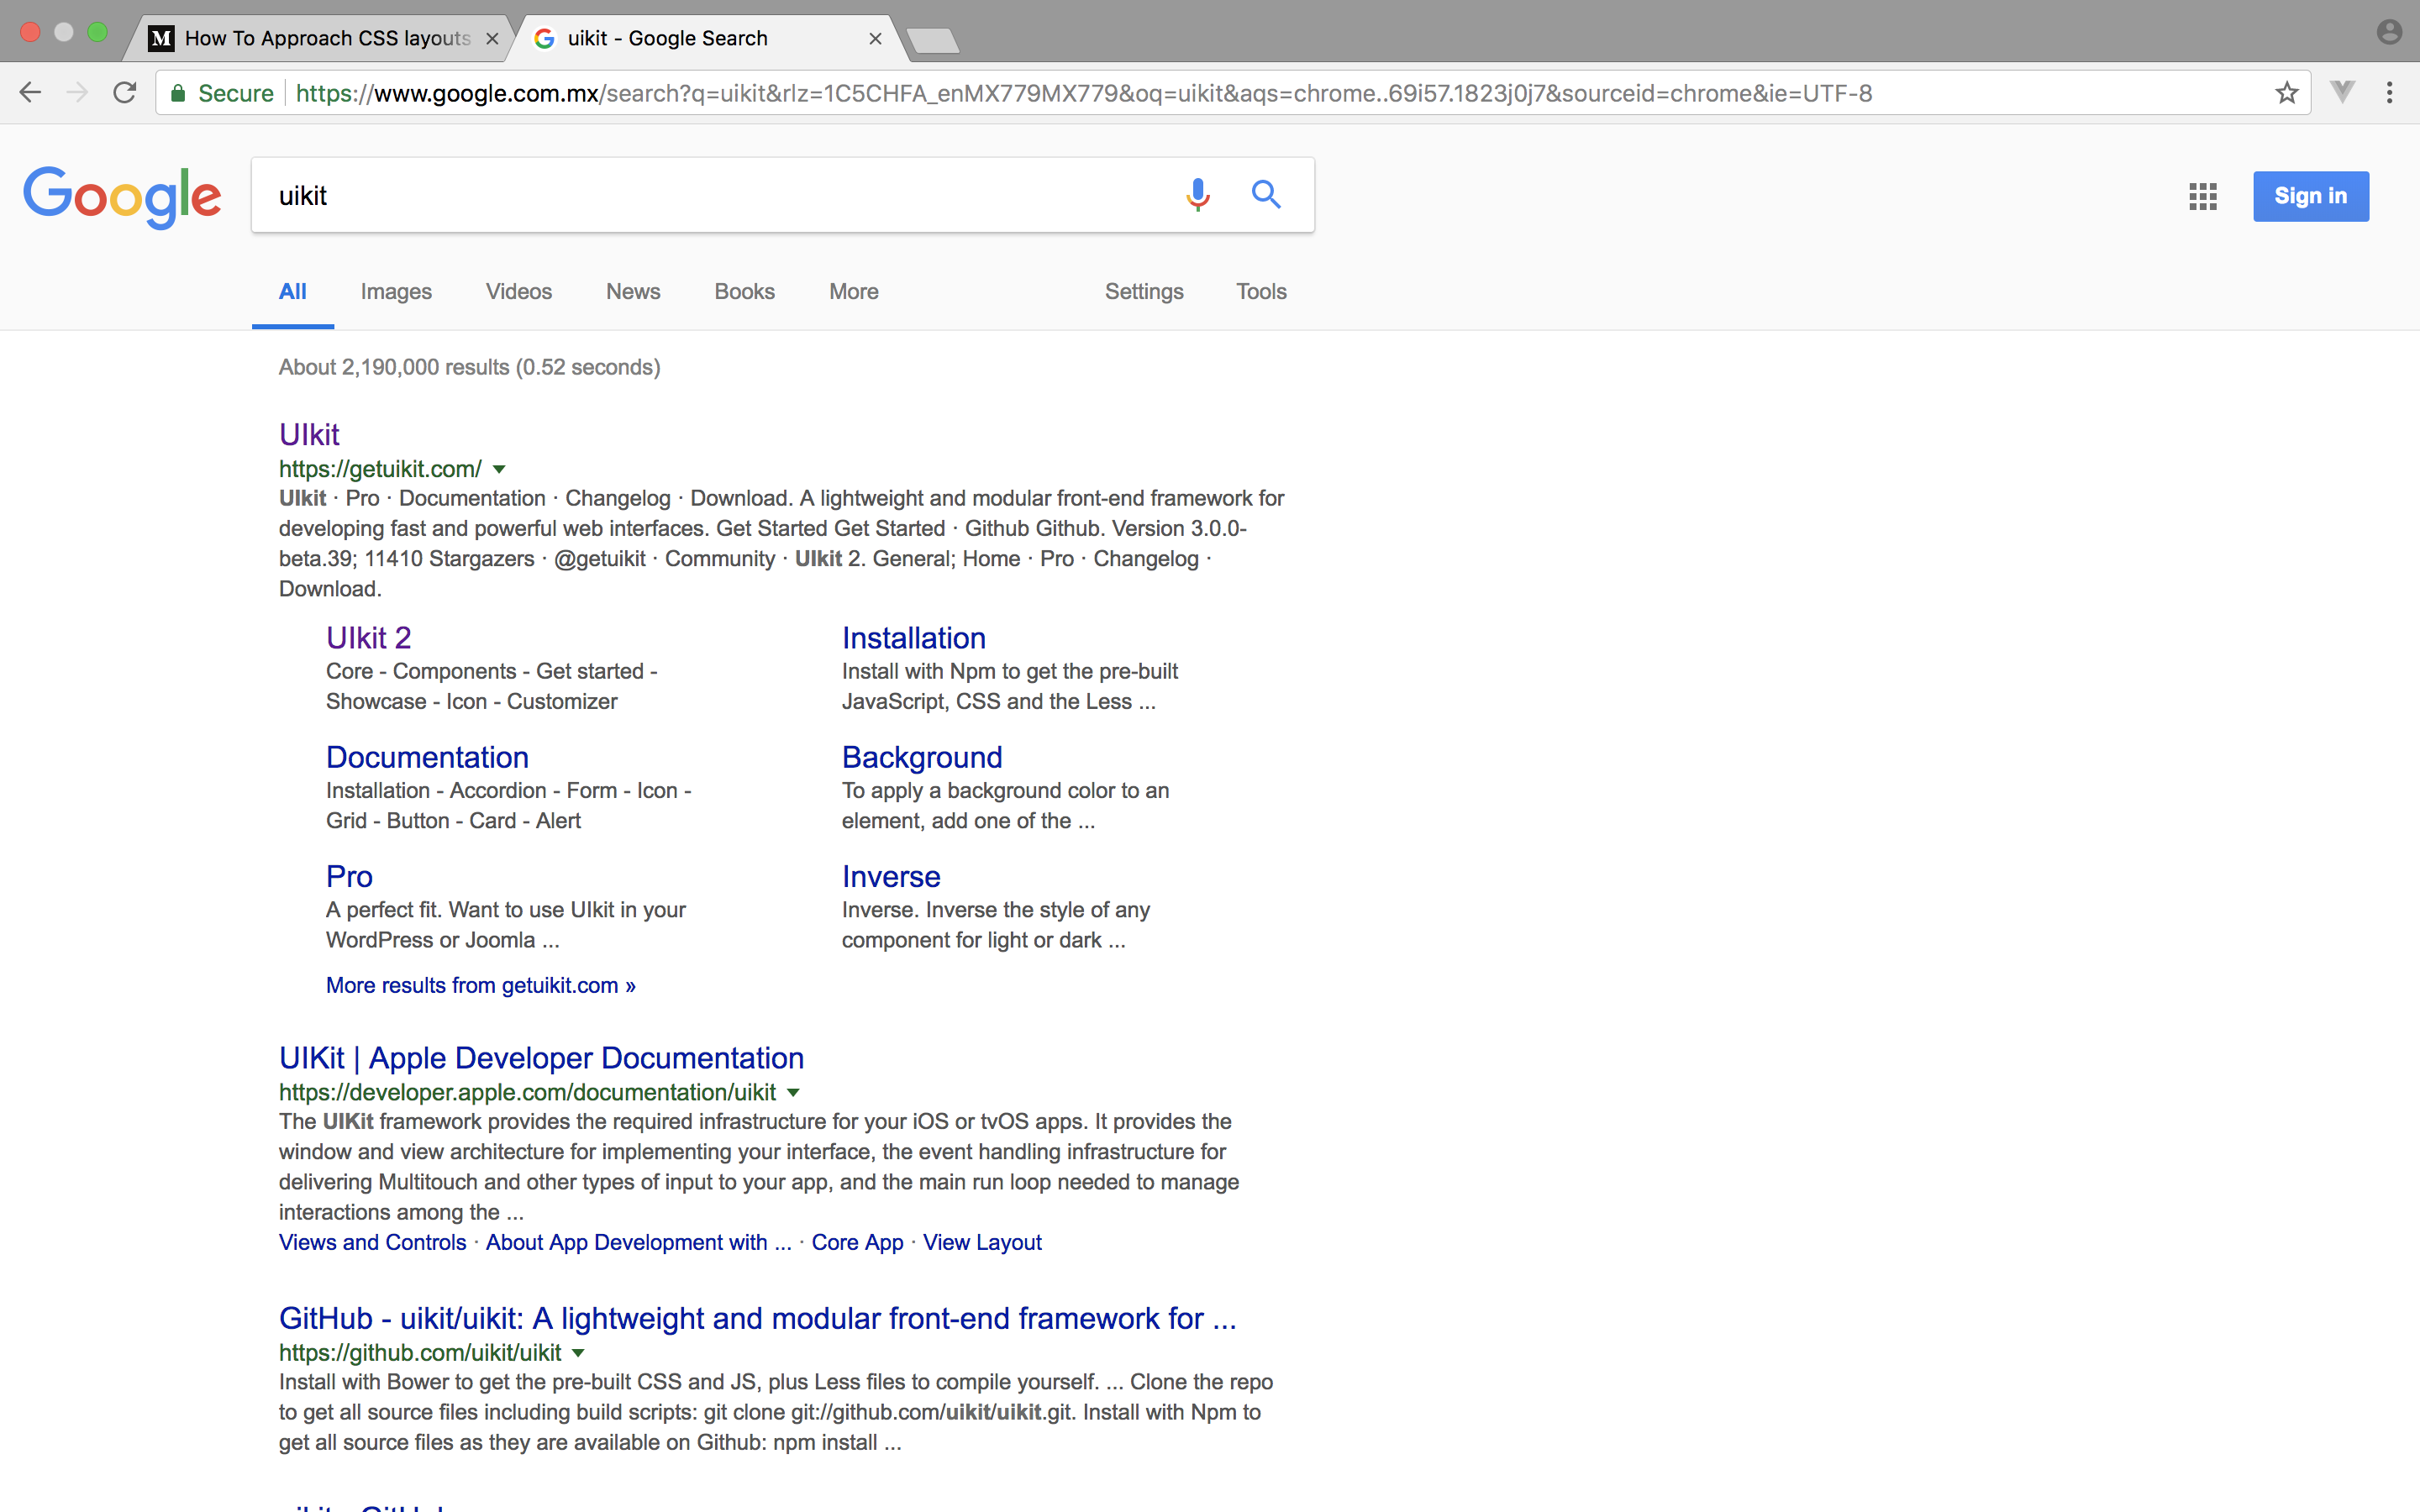 How To Approach CSS layouts
uikit - Google Search
Secure https://www.google.com.mx/search?q=uikit&rlz=1C5CHFA_enMX779MX779&oq=uikit&aqs=chrome..69i57.1823j0j7&sourceid=chrome&ie=UTF-8
Google
uikit
Sign in
All Images Videos News Books More Settings Tools
About 2,190,000 results (0.52 seconds)
UIkit
https://getuikit.com/
UIkit · Pro · Documentation · Changelog · Download. A lightweight and modular front-end framework for
developing fast and powerful web interfaces. Get Started Get Started · Github Github. Version 3.0.0-
beta.39; 11410 Stargazers · @getuikit · Community · UIkit 2. General; Home · Pro · Changelog ·
Download.
UIkit 2
Core - Components - Get started -
Showcase - Icon - Customizer
Installation
Install with Npm to get the pre-built
JavaScript, CSS and the Less ...
Documentation
Installation - Accordion - Form - Icon -
Grid - Button - Card - Alert
Background
To apply a background color to an
element, add one of the ...
Pro
A perfect fit. Want to use UIkit in your
WordPress or Joomla ...
Inverse
Inverse. Inverse the style of any
component for light or dark ...
More results from getuikit.com »
UIKit | Apple Developer Documentation
https://developer.apple.com/documentation/uikit
The UIKit framework provides the required infrastructure for your iOS or tvOS apps. It provides the
window and view architecture for implementing your interface, the event handling infrastructure for
delivering Multitouch and other types of input to your app, and the main run loop needed to manage
interactions among the ...
Views and Controls · About App Development with ... · Core App · View Layout
GitHub - uikit/uikit: A lightweight and modular front-end framework for ...
https://github.com/uikit/uikit
Install with Bower to get the pre-built CSS and JS, plus Less files to compile yourself. ... Clone the repo
to get all source files including build scripts: git clone git://github.com/uikit/uikit.git. Install with Npm to
get all source files as they are available on Github: npm install ...